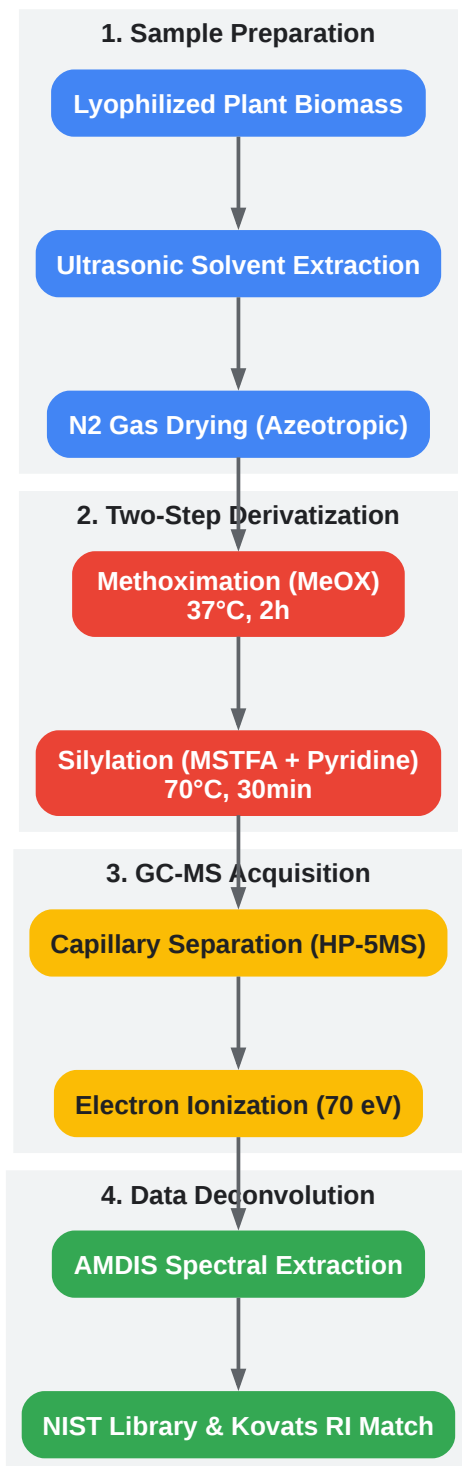 1. Sample Preparation
Lyophilized Plant Biomass
Ultrasonic Solvent Extraction
N2 Gas Drying (Azeotropic)
2. Two-Step Derivatization
Methoximation (MeOX)
37°C, 2h
Silylation (MSTFA + Pyridine)
70°C, 30min
3. GC-MS Acquisition
Capillary Separation (HP-5MS)
Electron Ionization (70 eV)
4. Data Deconvolution
AMDIS Spectral Extraction
NIST Library & Kovats RI Match